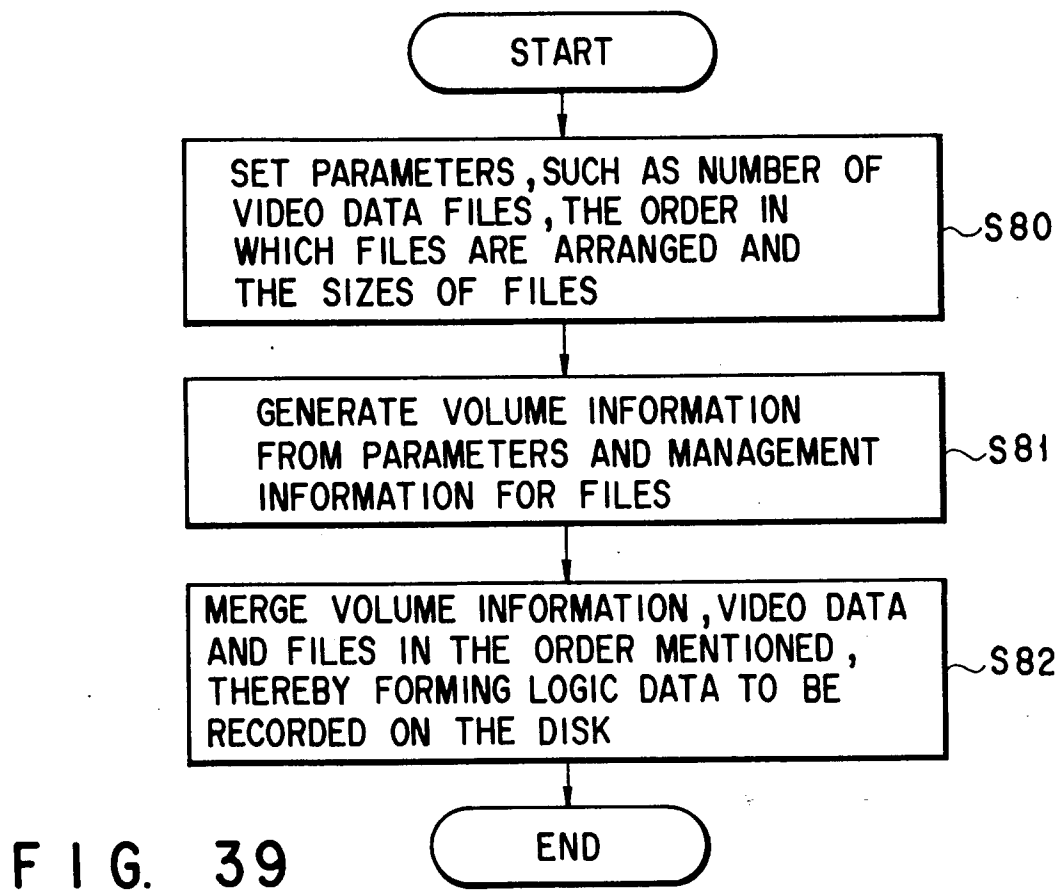 START
SET PARAMETERS, SUCH AS NUMBER OF
VIDEO DATA FILES, THE ORDER IN
WHICH FILES ARE ARRANGED AND
THE SIZES OF FILES
S80
GENERATE VOLUME INFORMATION
FROM PARAMETERS AND MANAGEMENT
INFORMATION FOR FILES
S81
MERGE VOLUME INFORMATION, VIDEO DATA
AND FILES IN THE ORDER MENTIONED,
THEREBY FORMING LOGIC DATA TO BE
RECORDED ON THE DISK
S82
END
FIG. 39